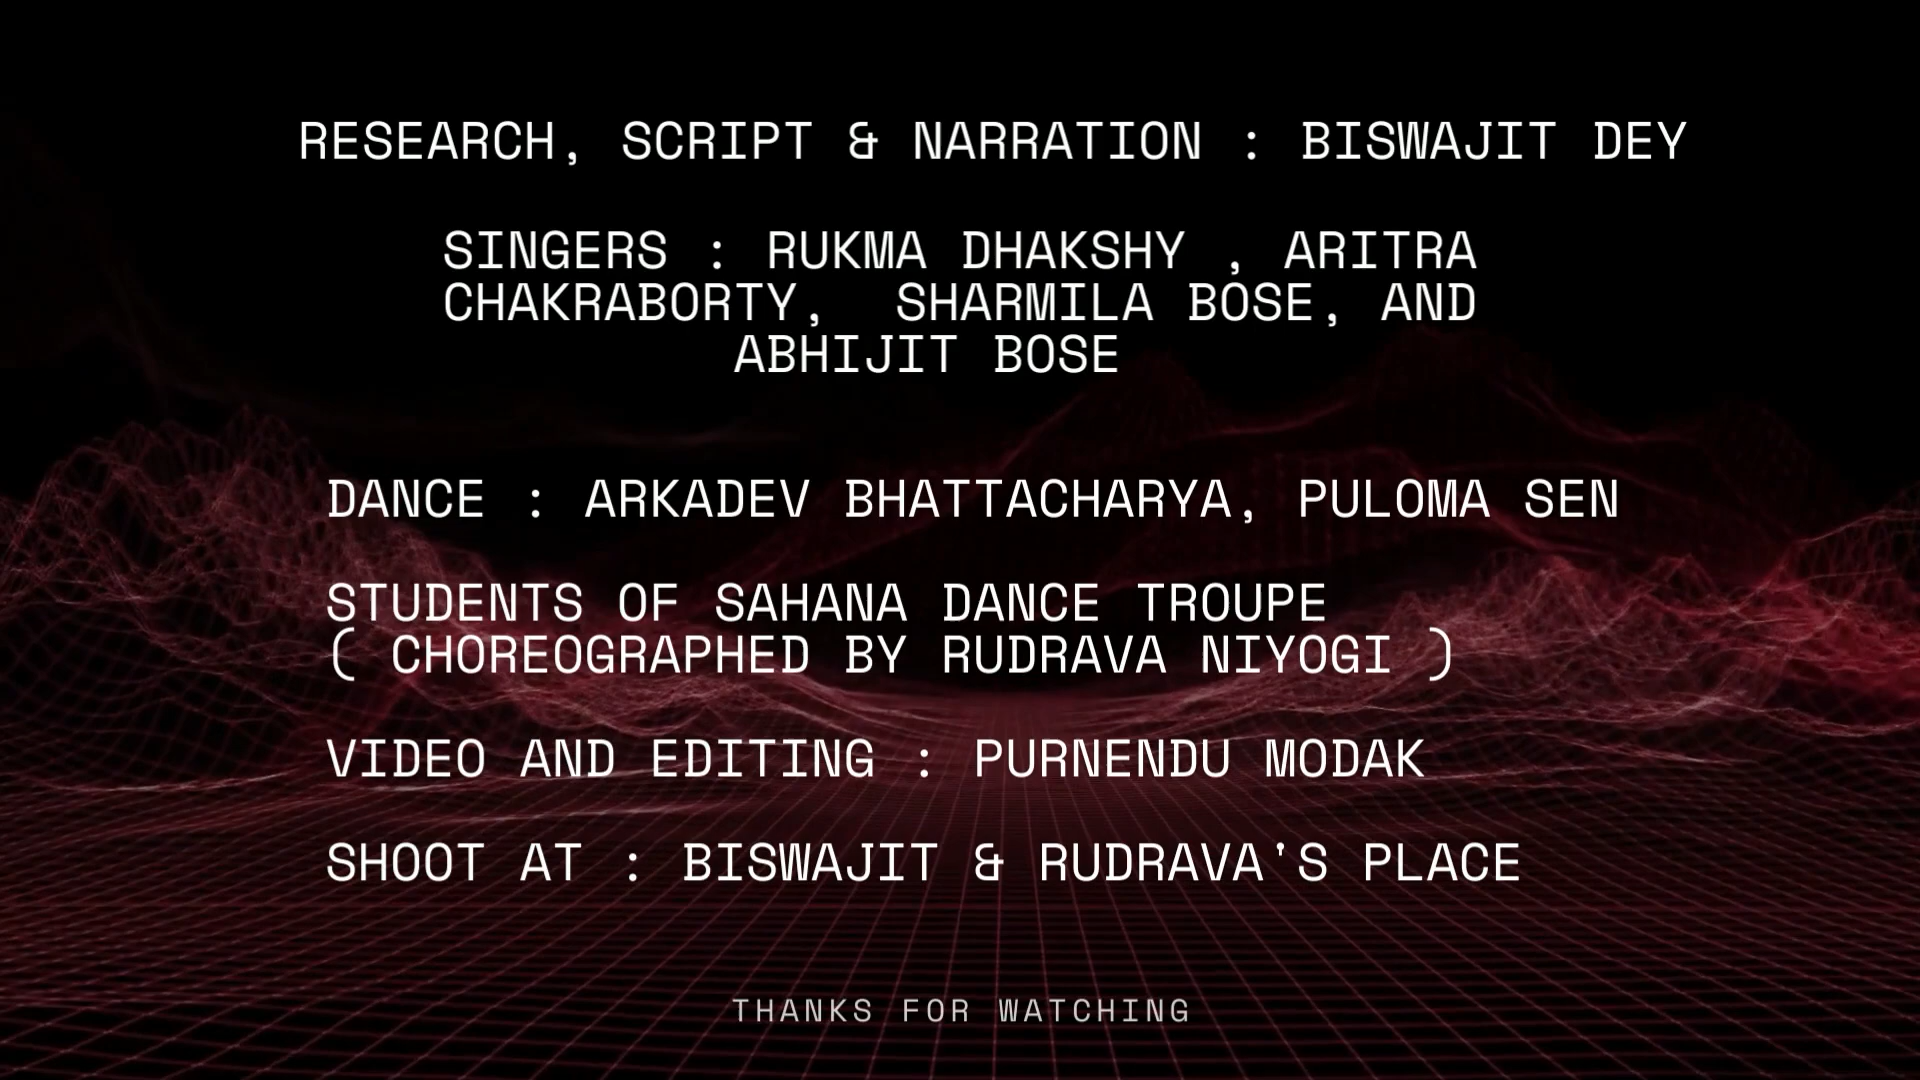 RESEARCH, SCRIPT & NARRATION : BISWAJIT DEY
SINGERS : RUKMA DHAKSHY , ARITRA
CHAKRABORTY, SHARMILA BOSE, AND
ABHIJIT BOSE
DANCE : ARKADEV BHATTACHARYA, PULOMA SEN
STUDENTS OF SAHANA DANCE TROUPE
( CHOREOGRAPHED BY RUDRAVA NIYOGI )
VIDEO AND EDITING : PURNENDU MODAK
SHOOT AT : BISWAJIT & RUDRAVA'S PLACE
THANKS FOR WATCHING